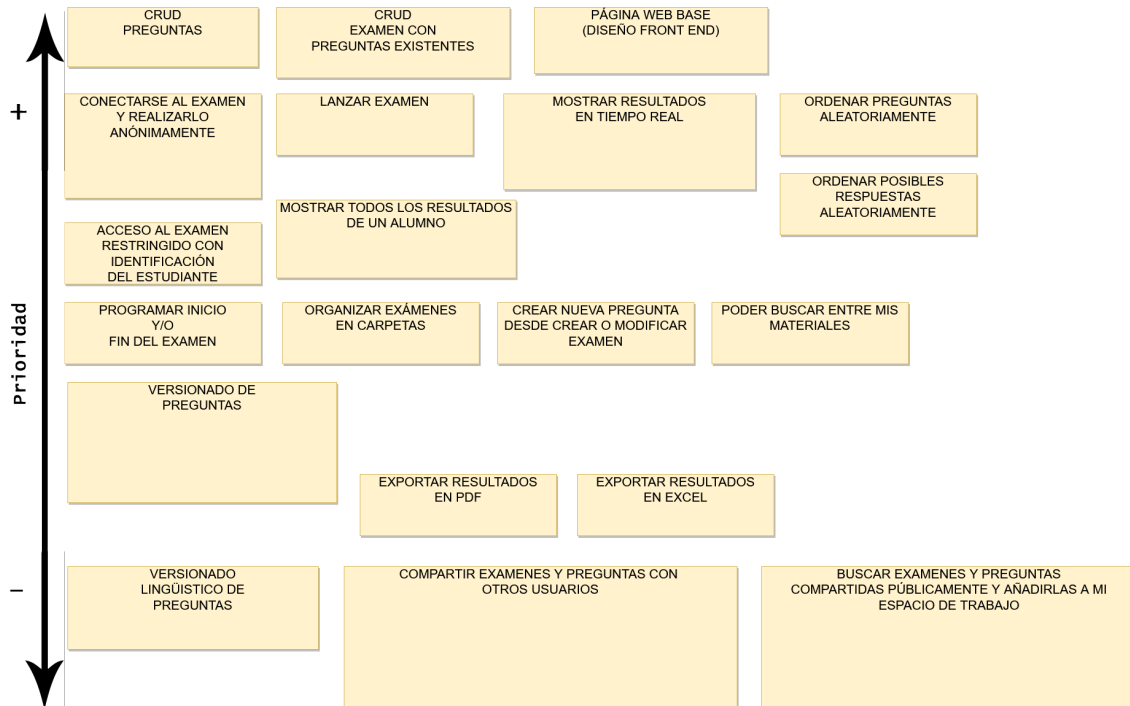 CRUD
PREGUNTAS
CRUD
EXAMEN CON
PREGUNTAS EXISTENTES
PÁGINA WEB BASE
(DISEÑO FRONT END)
+
CONECTARSE AL EXAMEN
Y REALIZARLO
ANÓNIMAMENTE
LANZAR EXAMEN
MOSTRAR RESULTADOS
EN TIEMPO REAL
ORDENAR PREGUNTAS
ALEATORIAMENTE
ORDENAR POSIBLES
RESPUESTAS
ALEATORIAMENTE
MOSTRAR TODOS LOS RESULTADOS
DE UN ALUMNO
ACCESO AL EXAMEN
RESTRINGIDO CON
IDENTIFICACIÓN
DEL ESTUDIANTE
Prioridad
PROGRAMAR INICIO
Y/O
FIN DEL EXAMEN
ORGANIZAR EXÁMENES
EN CARPETAS
CREAR NUEVA PREGUNTA
DESDE CREAR O MODIFICAR
EXAMEN
PODER BUSCAR ENTRE MIS
MATERIALES
VERSIONADO DE
PREGUNTAS
EXPORTAR RESULTADOS
EN PDF
EXPORTAR RESULTADOS
EN EXCEL
–
VERSIONADO
LINGÜISTICO DE
PREGUNTAS
COMPARTIR EXAMENES Y PREGUNTAS CON
OTROS USUARIOS
BUSCAR EXAMENES Y PREGUNTAS
COMPARTIDAS PÚBLICAMENTE Y AÑADIRLAS A MI
ESPACIO DE TRABAJO